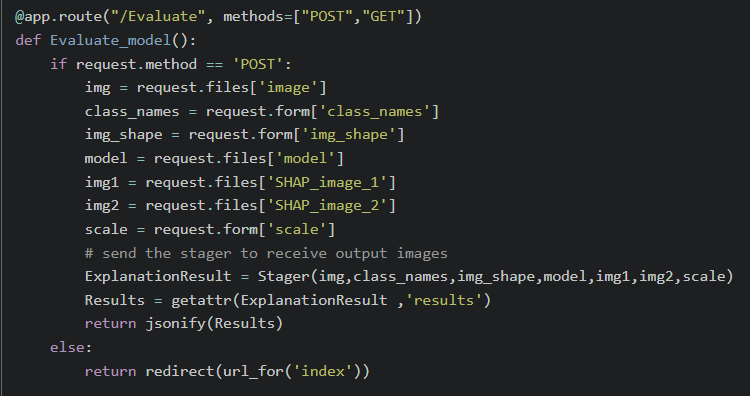 @app.route("/Evaluate", methods=["POST","GET"])
def Evaluate_model():
    if request.method == 'POST':
        img = request.files['image']
        class_names = request.form['class_names']
        img_shape = request.form['img_shape']
        model = request.files['model']
        img1 = request.files['SHAP_image_1']
        img2 = request.files['SHAP_image_2']
        scale = request.form['scale']
        # send the stager to receive output images
        ExplanationResult = Stager(img,class_names,img_shape,model,img1,img2,scale)
        Results = getattr(ExplanationResult ,'results')
        return jsonify(Results)
    else:
        return redirect(url_for('index'))